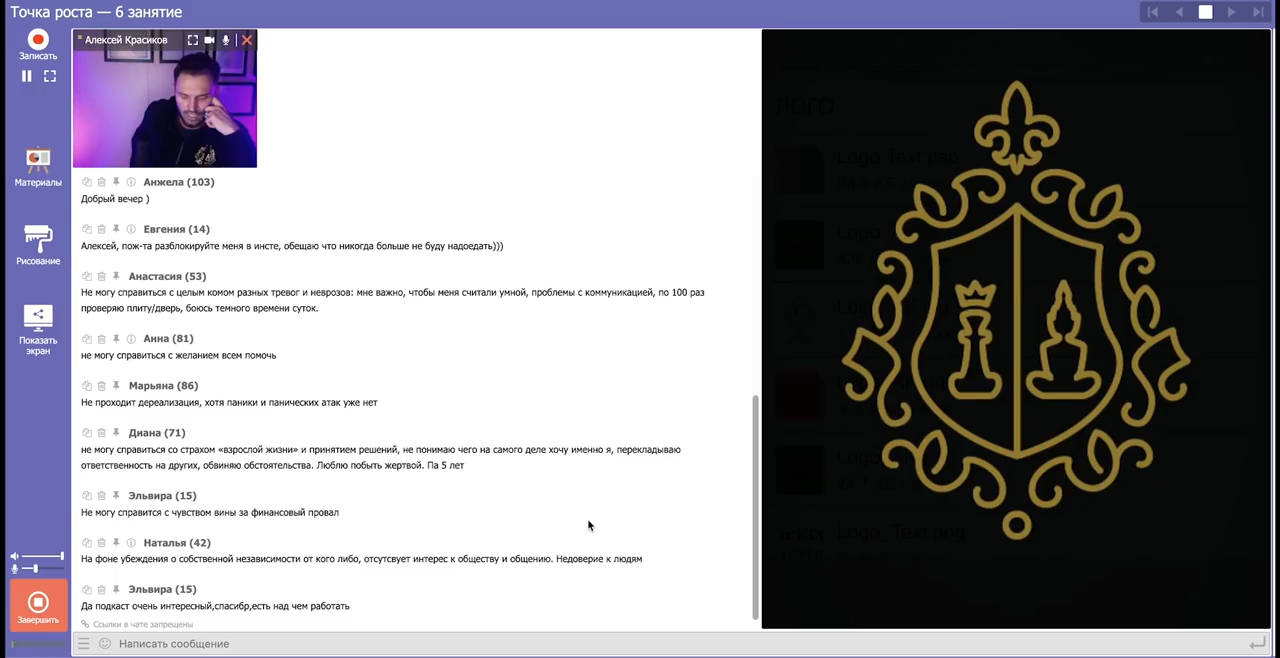 Точка роста — 6 занятие
Записать
Материалы
Рисование
Показать
экран
Завершить
Алексей Красиков
Анжела (103)
Добрый вечер )
Евгения (14)
Алексей, пож-та разблокируйте меня в инсте, обещаю что никогда больше не буду надоедать)))
Анастасия (53)
Не могу справиться с целым комом разных тревог и неврозов: мне важно, чтобы меня считали умной, проблемы с коммуникацией, по 100 раз
проверяю плиту/дверь, боюсь темного времени суток.
Анна (81)
не могу справиться с желанием всем помочь
Марьяна (86)
Не проходит дереализация, хотя паники и панических атак уже нет
Диана (71)
не могу справиться со страхом «взрослой жизни» и принятием решений, не понимаю чего на самого деле хочу именно я, перекладываю
ответственность на других, обвиняю обстоятельства. Люблю побыть жертвой. Па 5 лет
Эльвира (15)
Не могу справится с чувством вины за финансовый провал
Наталья (42)
На фоне убеждения о собственной независимости от кого либо, отсутсвует интерес к обществу и общению. Недоверие к людям
Эльвира (15)
Да подкаст очень интересный,спасибр,есть над чем работать
Ссылки в чате запрещены
Написать сообщение
лого
Logo_Text.psd
Logo_Text.png